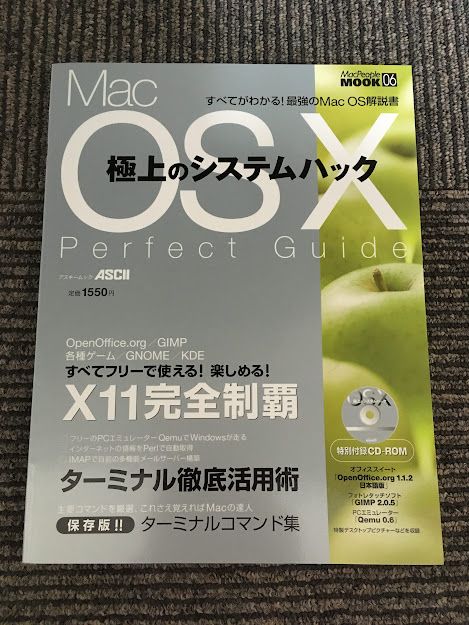 MacPeople
MOOK 06
すべてがわかる!最強のMac OS解説書
Mac
OS X
極上のシステムハック
Perfect Guide
アスキームック ASCII
定価1550円
OpenOffice.org/GIMP
各種ゲーム/GNOME/KDE
すべてフリーで使える!楽しめる!
X11完全制覇
フリーのPCエミュレーターQemuでWindowsが走る
インターネットの情報をPerlで自動取得
IMAPで自前の多機能メールサーバー構築
ターミナル徹底活用術
主要コマンドを厳選、これさえ覚えればMacの達人
保存版!! ターミナルコマンド集
OS X
特別付録CD-ROM
オフィススイート
「OpenOffice.org 1.1.2
日本語版」
フォトレタッチソフト
「GIMP 2.0.5」
PCエミュレーター
「Qemu 0.6」
特製デスクトップピクチャーなどを収録